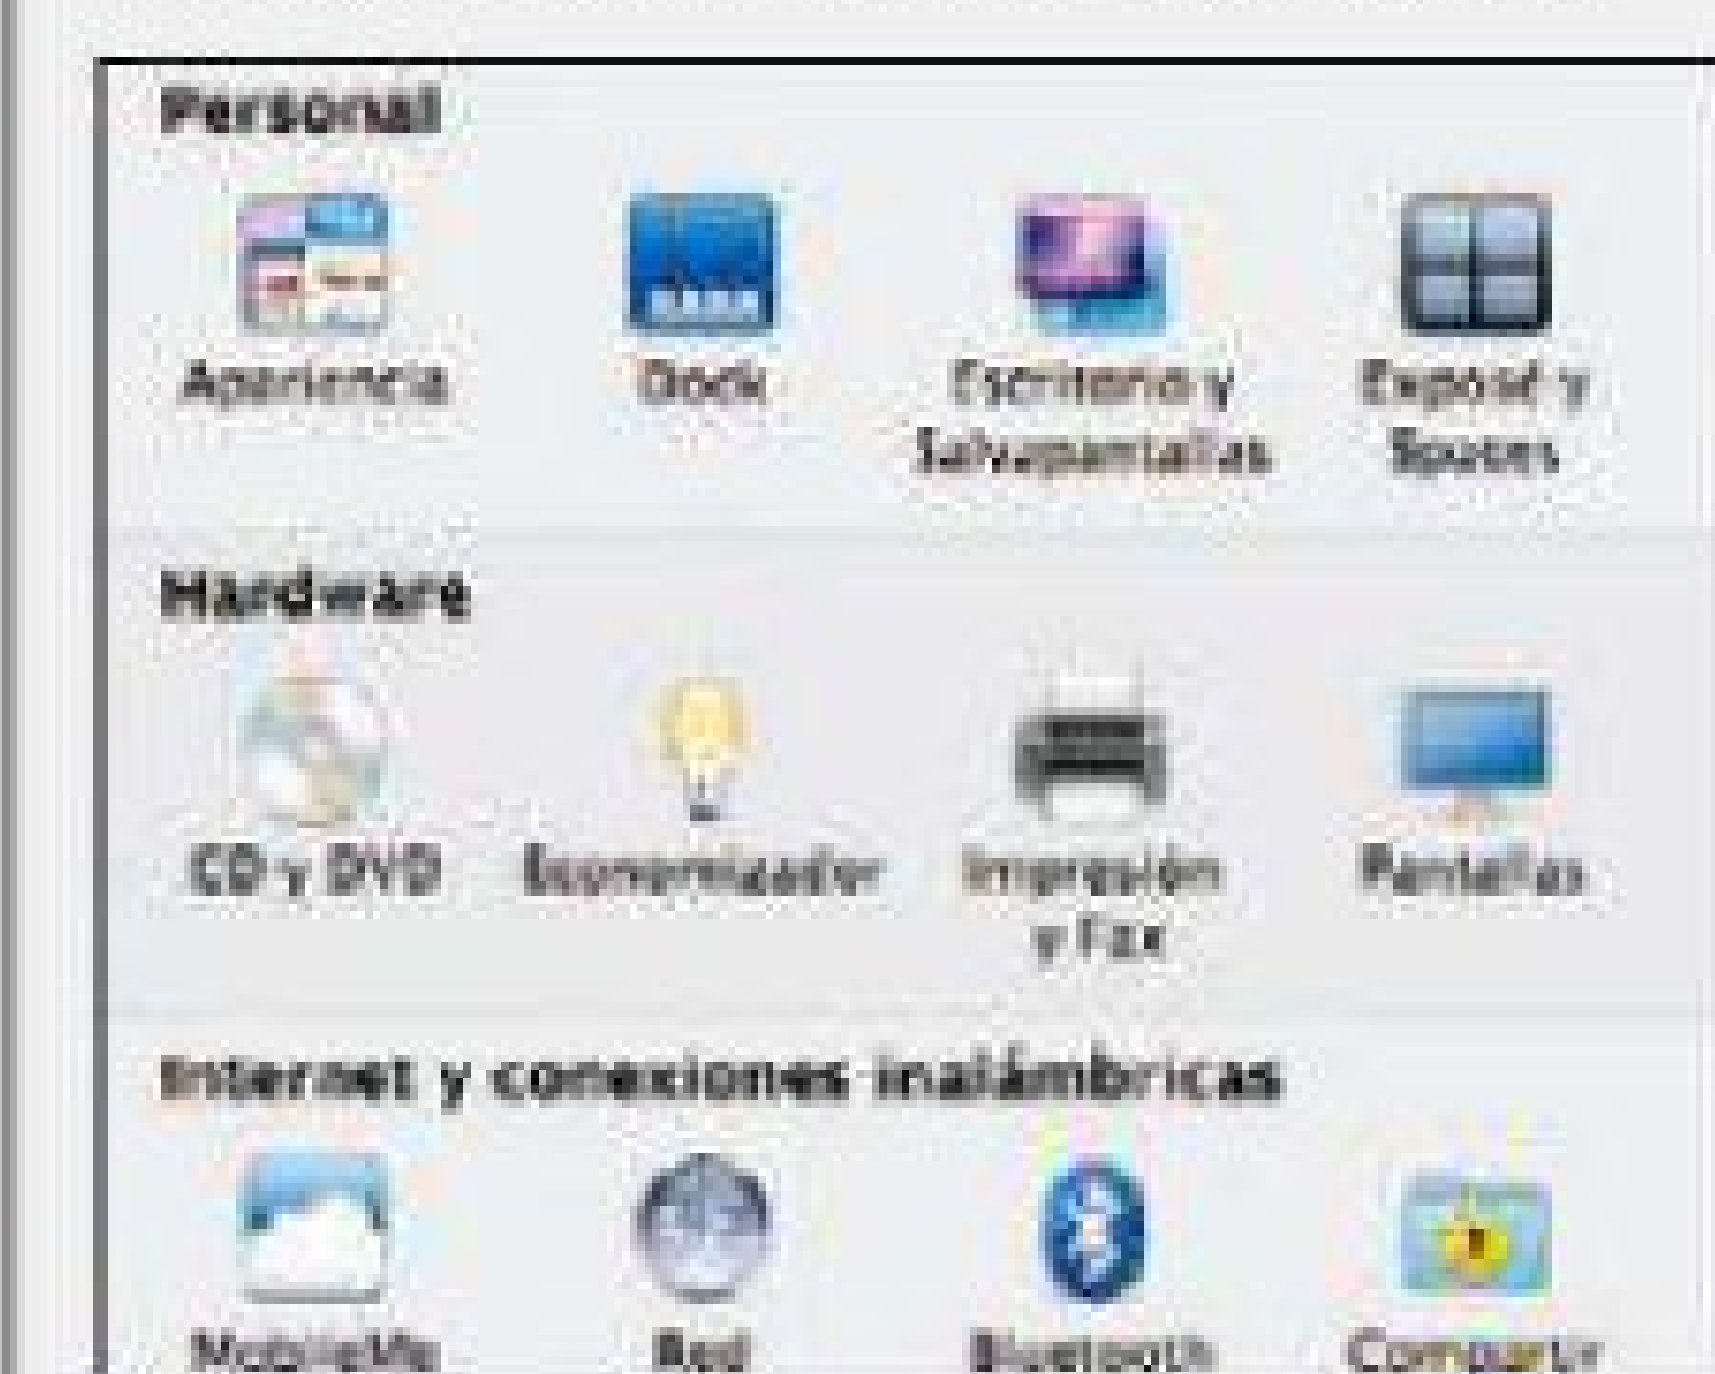 Personal
Apariencia Dock Escritorio y Exposé y
Salvapantallas Spaces
Hardware
CD y DVD Economizador Impresión Pantallas
y Fax
Internet y conexiones inalámbricas
MobileMe Red Bluetooth Compartir